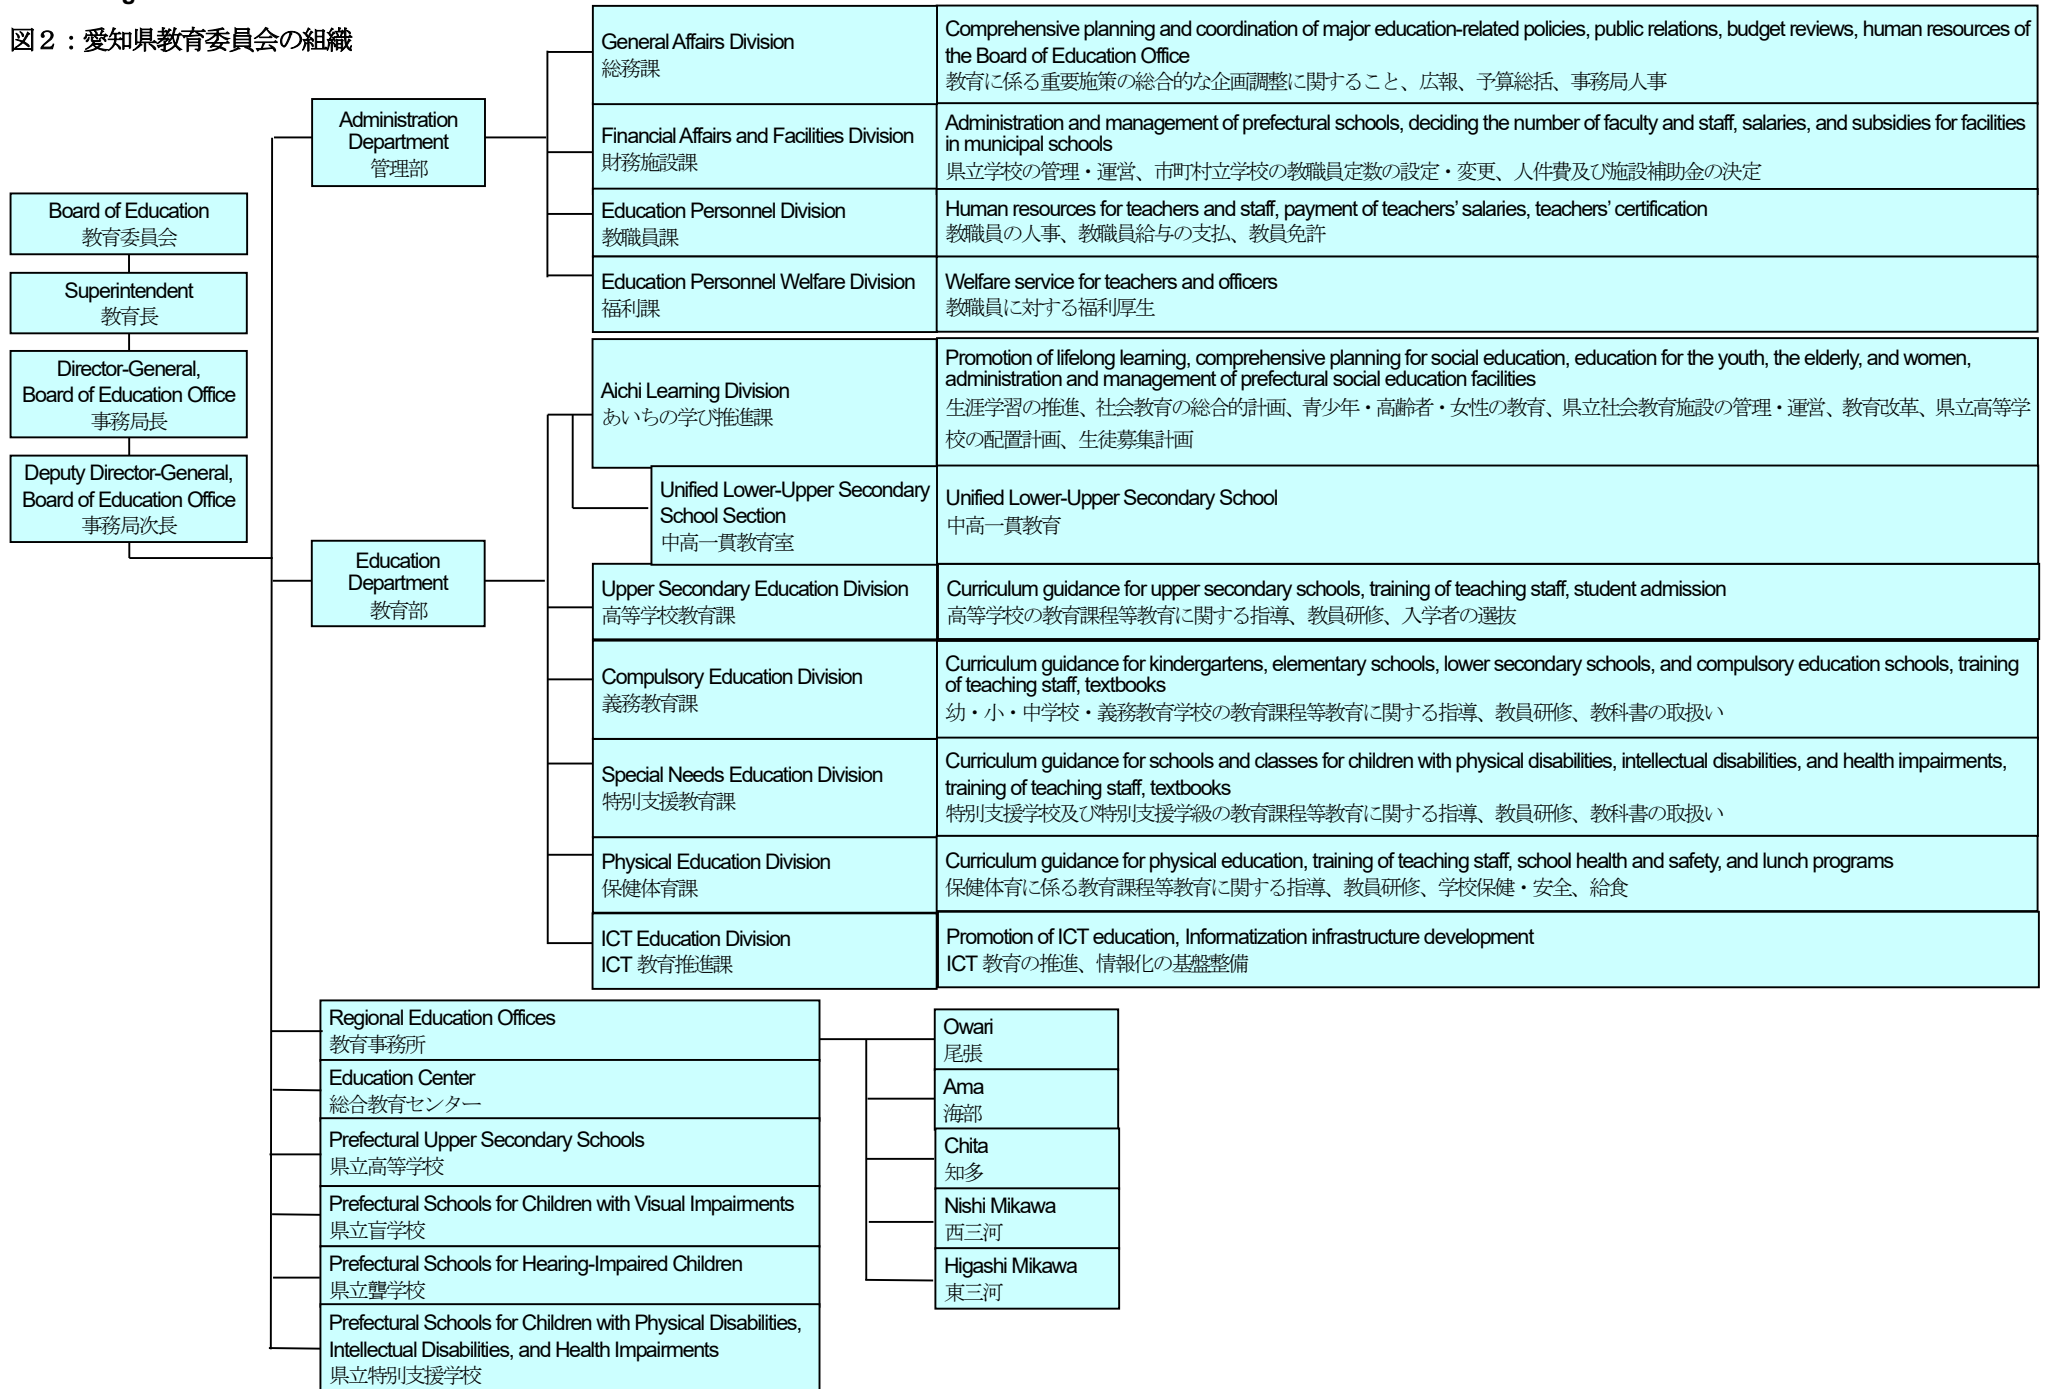 図２：愛知県教育委員会の組織
Board of Education
教育委員会
Superintendent
教育長
Director-General,
Board of Education Office
事務局長
Deputy Director-General,
Board of Education Office
事務局次長
Administration
Department
管理部
General Affairs Division
総務課
Comprehensive planning and coordination of major education-related policies, public relations, budget reviews, human resources of
the Board of Education Office
教育に係る重要施策の総合的な企画調整に関すること、広報、予算総括、事務局人事
Financial Affairs and Facilities Division
財務施設課
Administration and management of prefectural schools, deciding the number of faculty and staff, salaries, and subsidies for facilities
in municipal schools
県立学校の管理・運営、市町村立学校の教職員定数の設定・変更、人件費及び施設補助金の決定
Education Personnel Division
教職員課
Human resources for teachers and staff, payment of teachers’ salaries, teachers’ certification
教職員の人事、教職員給与の支払、教員免許
Education Personnel Welfare Division
福利課
Welfare service for teachers and officers
教職員に対する福利厚生
Education
Department
教育部
Aichi Learning Division
あいちの学び推進課
Promotion of lifelong learning, comprehensive planning for social education, education for the youth, the elderly, and women,
administration and management of prefectural social education facilities
生涯学習の推進、社会教育の総合的計画、青少年・高齢者・女性の教育、県立社会教育施設の管理・運営、教育改革、県立高等学
校の配置計画、生徒募集計画
Unified Lower-Upper Secondary
School Section
中高一貫教育室
Unified Lower-Upper Secondary School
中高一貫教育
Upper Secondary Education Division
高等学校教育課
Curriculum guidance for upper secondary schools, training of teaching staff, student admission
高等学校の教育課程等教育に関する指導、教員研修、入学者の選抜
Compulsory Education Division
義務教育課
Curriculum guidance for kindergartens, elementary schools, lower secondary schools, and compulsory education schools, training
of teaching staff, textbooks
幼・小・中学校・義務教育学校の教育課程等教育に関する指導、教員研修、教科書の取扱い
Special Needs Education Division
特別支援教育課
Curriculum guidance for schools and classes for children with physical disabilities, intellectual disabilities, and health impairments,
training of teaching staff, textbooks
特別支援学校及び特別支援学級の教育課程等教育に関する指導、教員研修、教科書の取扱い
Physical Education Division
保健体育課
Curriculum guidance for physical education, training of teaching staff, school health and safety, and lunch programs
保健体育に係る教育課程等教育に関する指導、教員研修、学校保健・安全、給食
ICT Education Division
ICT 教育推進課
Promotion of ICT education, Informatization infrastructure development
ICT 教育の推進、情報化の基盤整備
Regional Education Offices
教育事務所
Education Center
総合教育センター
Prefectural Upper Secondary Schools
県立高等学校
Prefectural Schools for Children with Visual Impairments
県立盲学校
Prefectural Schools for Hearing-Impaired Children
県立聾学校
Prefectural Schools for Children with Physical Disabilities,
Intellectual Disabilities, and Health Impairments
県立特別支援学校
Owari
尾張
Ama
海部
Chita
知多
Nishi Mikawa
西三河
Higashi Mikawa
東三河